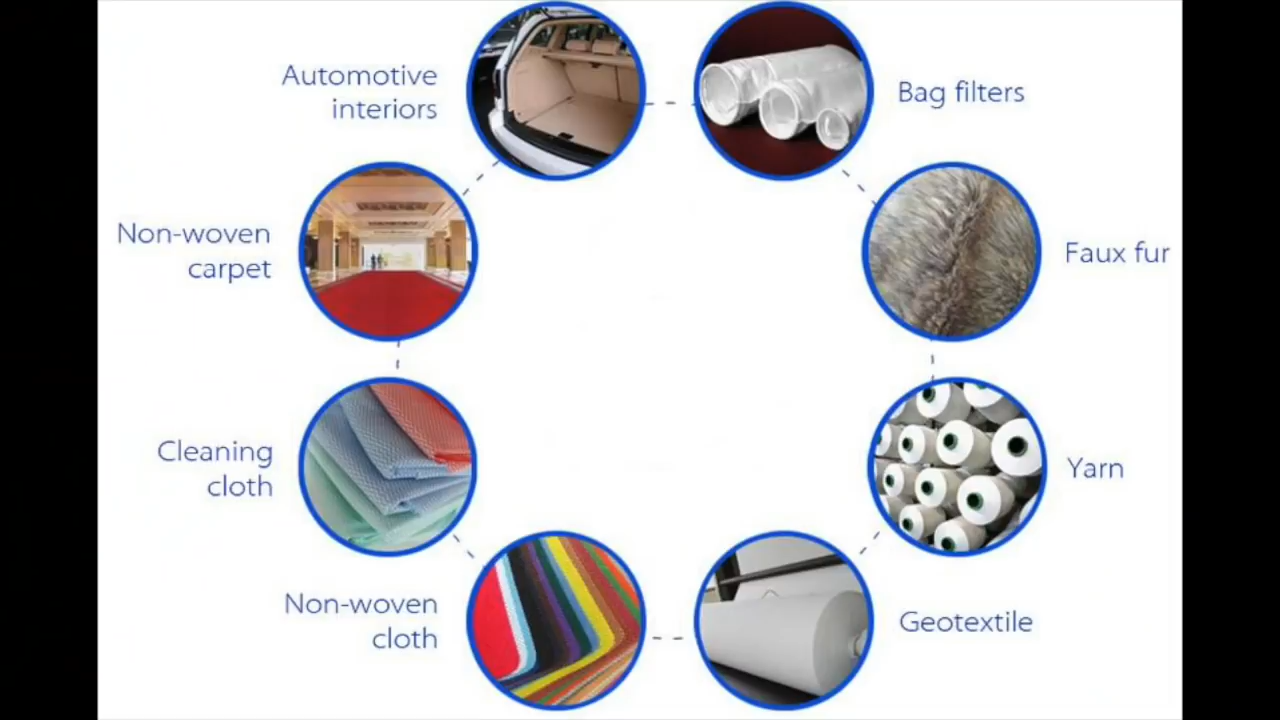 Automotive
interiors
Bag filters
Non-woven
carpet
Faux fur
Cleaning
cloth
Yarn
Non-woven
cloth
Geotextile